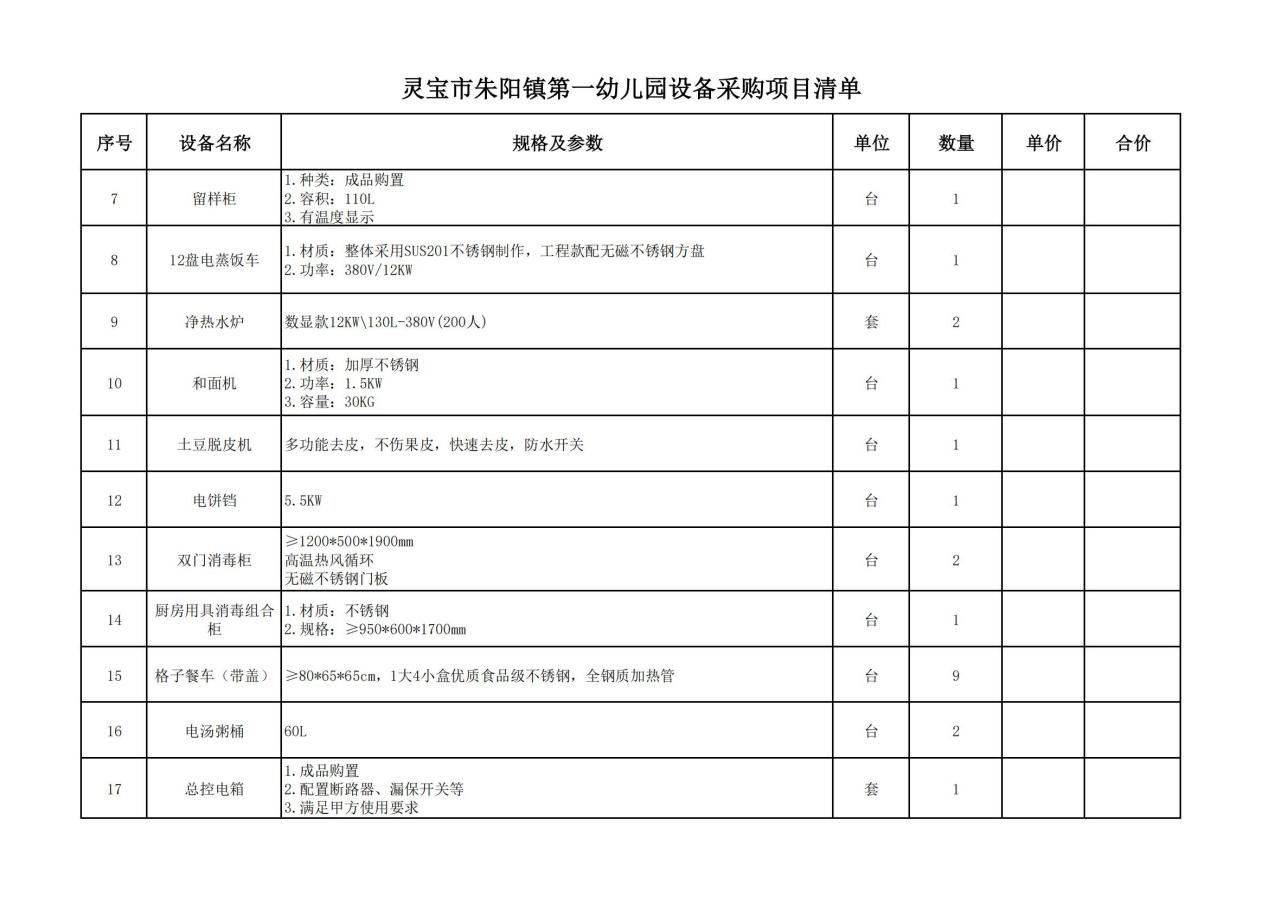 灵宝市朱阳镇第一幼儿园设备采购项目清单
序号 设备名称 规格及参数 单位 数量 单价 合价
7 留样柜 1.种类：成品购置
2.容积：110L
3.有温度显示 台 1
8 12盘电蒸饭车 1.材质：整体采用SUS201不锈钢制作，工程款配无磁不锈钢方盘
2.功率：380V/12KW 台 1
9 净热水炉 数显款12KW\130L-380V(200人) 套 2
10 和面机 1.材质：加厚不锈钢
2.功率：1.5KW
3.容量：30KG 台 1
11 土豆脱皮机 多功能去皮，不伤果皮，快速去皮，防水开关 台 1
12 电饼铛 5.5KW 台 1
13 双门消毒柜 ≥1200*500*1900mm
高温热风循环
无磁不锈钢门板 台 2
14 厨房用具消毒组合
柜 1.材质：不锈钢
2.规格：≥950*600*1700mm 台 1
15 格子餐车（带盖） ≥80*65*65cm，1大4小盒优质食品级不锈钢，全钢质加热管 台 9
16 电汤粥桶 60L 台 2
17 总控电箱 1.成品购置
2.配置断路器、漏保开关等
3.满足甲方使用要求 套 1